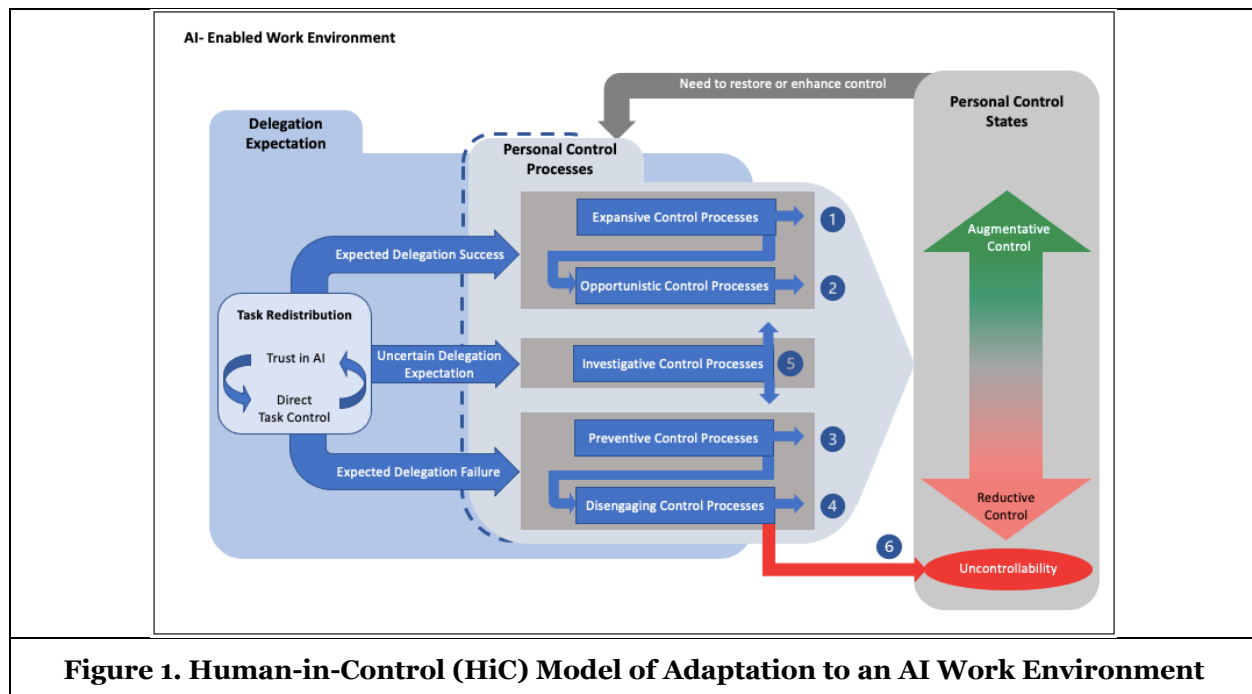 AI- Enabled Work Environment
Need to restore or enhance control
Personal Control
States
Delegation
Expectation
Personal Control
Processes
Expansive Control Processes
1
Augmentative
Control
Expected Delegation Success
Opportunistic Control Processes
2
Task Redistribution
Trust in AI
Direct
Task Control
Uncertain Delegation
Expectation
Investigative Control Processes
5
Preventive Control Processes
3
Expected Delegation Failure
Disengaging Control Processes
4
Reductive
Control
6
Uncontrollability
Figure 1. Human-in-Control (HiC) Model of Adaptation to an AI Work Environment